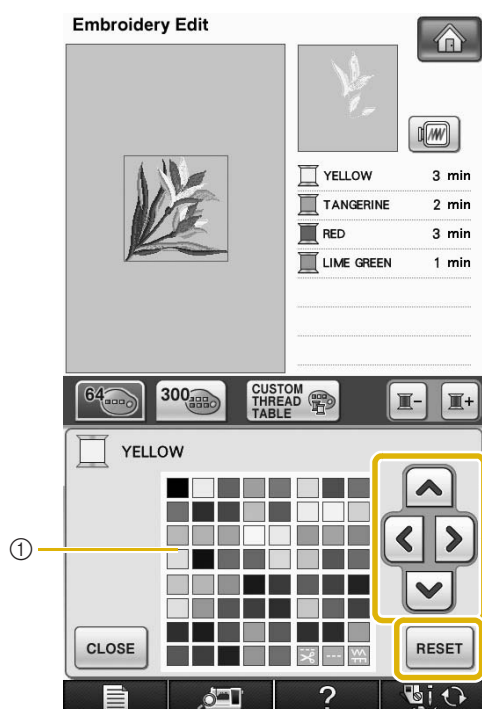 Embroidery Edit
YELLOW 3 min
TANGERINE 2 min
RED 3 min
LIME GREEN 1 min
64
300
CUSTOM
THREAD
TABLE
-
+
YELLOW
①
CLOSE
RESET
?